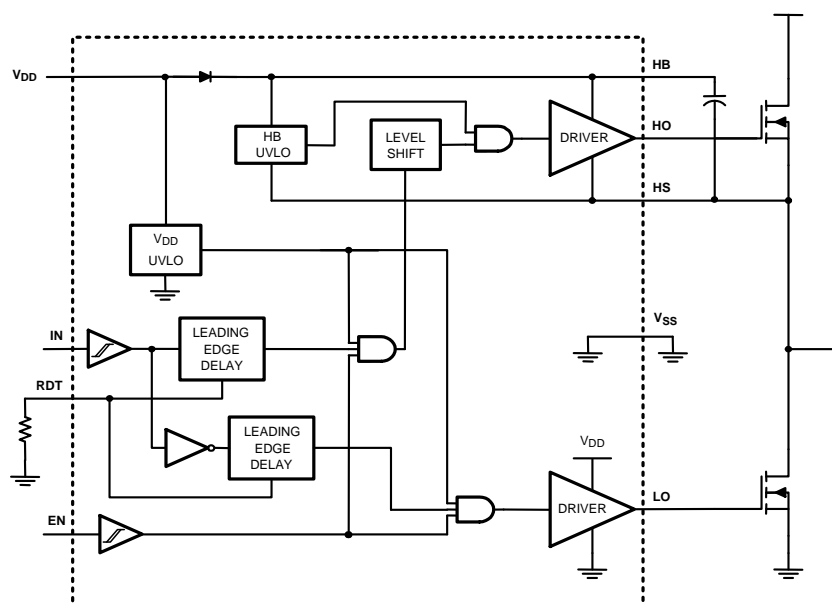 HB
VDD
HB
UVLO
LEVEL
SHIFT
DRIVER
HO
HS
VDD
UVLO
VSS
IN
LEADING
EDGE
DELAY
RDT
LEADING
EDGE
DELAY
VDD
DRIVER
LO
EN